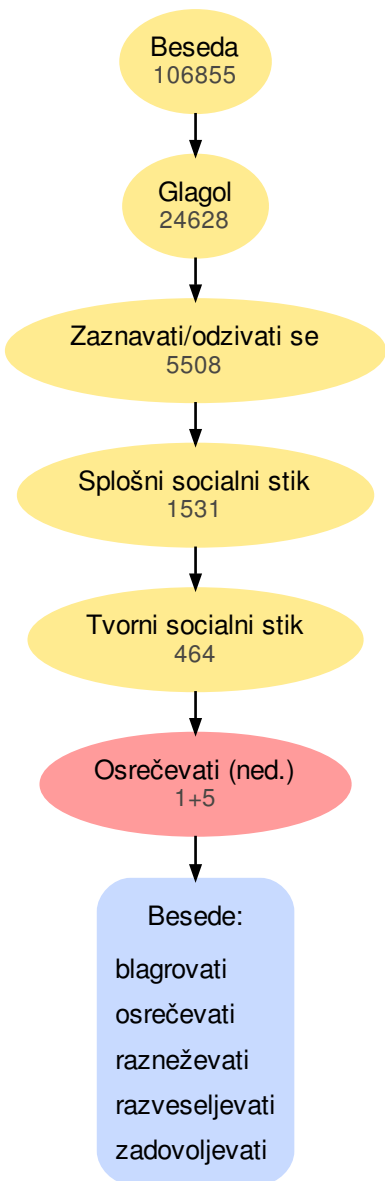 Beseda
106855
Glagol
24628
Zaznavati/odzivati se
5508
Splošni socialni stik
1531
Tvorni socialni stik
464
Osrečevati (ned.)
1+5
Besede:
blagrovati
osrečevati
razneževati
razveseljevati
zadovoljevati